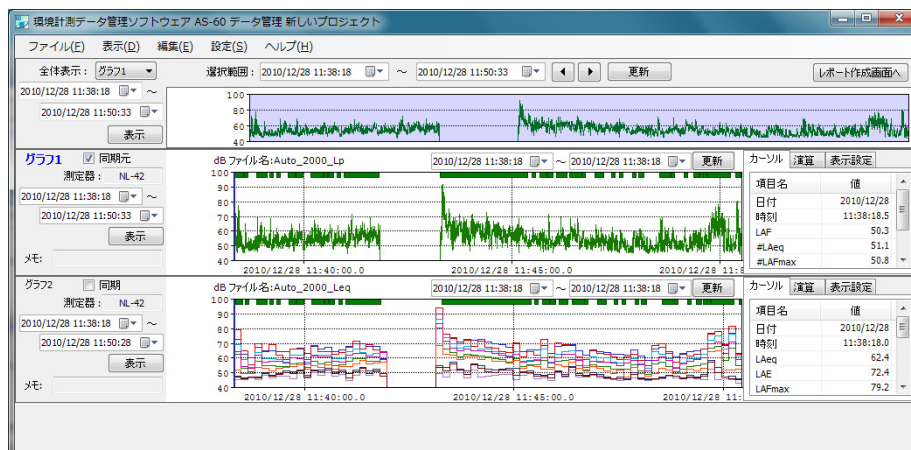 環境計測データ管理ソフトウェア AS-60 データ管理 新しいプロジェクト
ファイル(F) 表示(D) 編集(E) 設定(S) ヘルプ(H)
全体表示： グラフ1 選択範囲： 2010/12/28 11:38:18 ～ 2010/12/28 11:50:33 更新 レポート作成画面へ
2010/12/28 11:38:18 ～
2010/12/28 11:50:33
表示
100
80
60
40
グラフ1 同期元
測定器： NL-42
2010/12/28 11:38:18 ～
2010/12/28 11:50:33
表示
メモ:
dB ファイル名:Auto_2000_Lp 2010/12/28 11:38:18 ～ 2010/12/28 11:50:33 更新
100
90
80
70
60
50
40
2010/12/28 11:40:00.0 2010/12/28 11:45:00.0 2010/12/28 11:5
カーソル 演算 表示設定
項目名 値
日付 2010/12/28
時刻 11:38:18.5
LAF 50.3
#LAeq 51.1
#LAFmax 50.8
グラフ2 同期
測定器： NL-42
2010/12/28 11:38:18 ～
2010/12/28 11:50:28
表示
メモ:
dB ファイル名:Auto_2000_Leq 2010/12/28 11:38:18 ～ 2010/12/28 11:50:33 更新
100
90
80
70
60
50
40
2010/12/28 11:40:00.0 2010/12/28 11:45:00.0 2010/12/28 11:
カーソル 演算 表示設定
項目名 値
日付 2010/12/28
時刻 11:38:18.0
LAeq 62.4
LAE 72.4
LAFmax 79.2